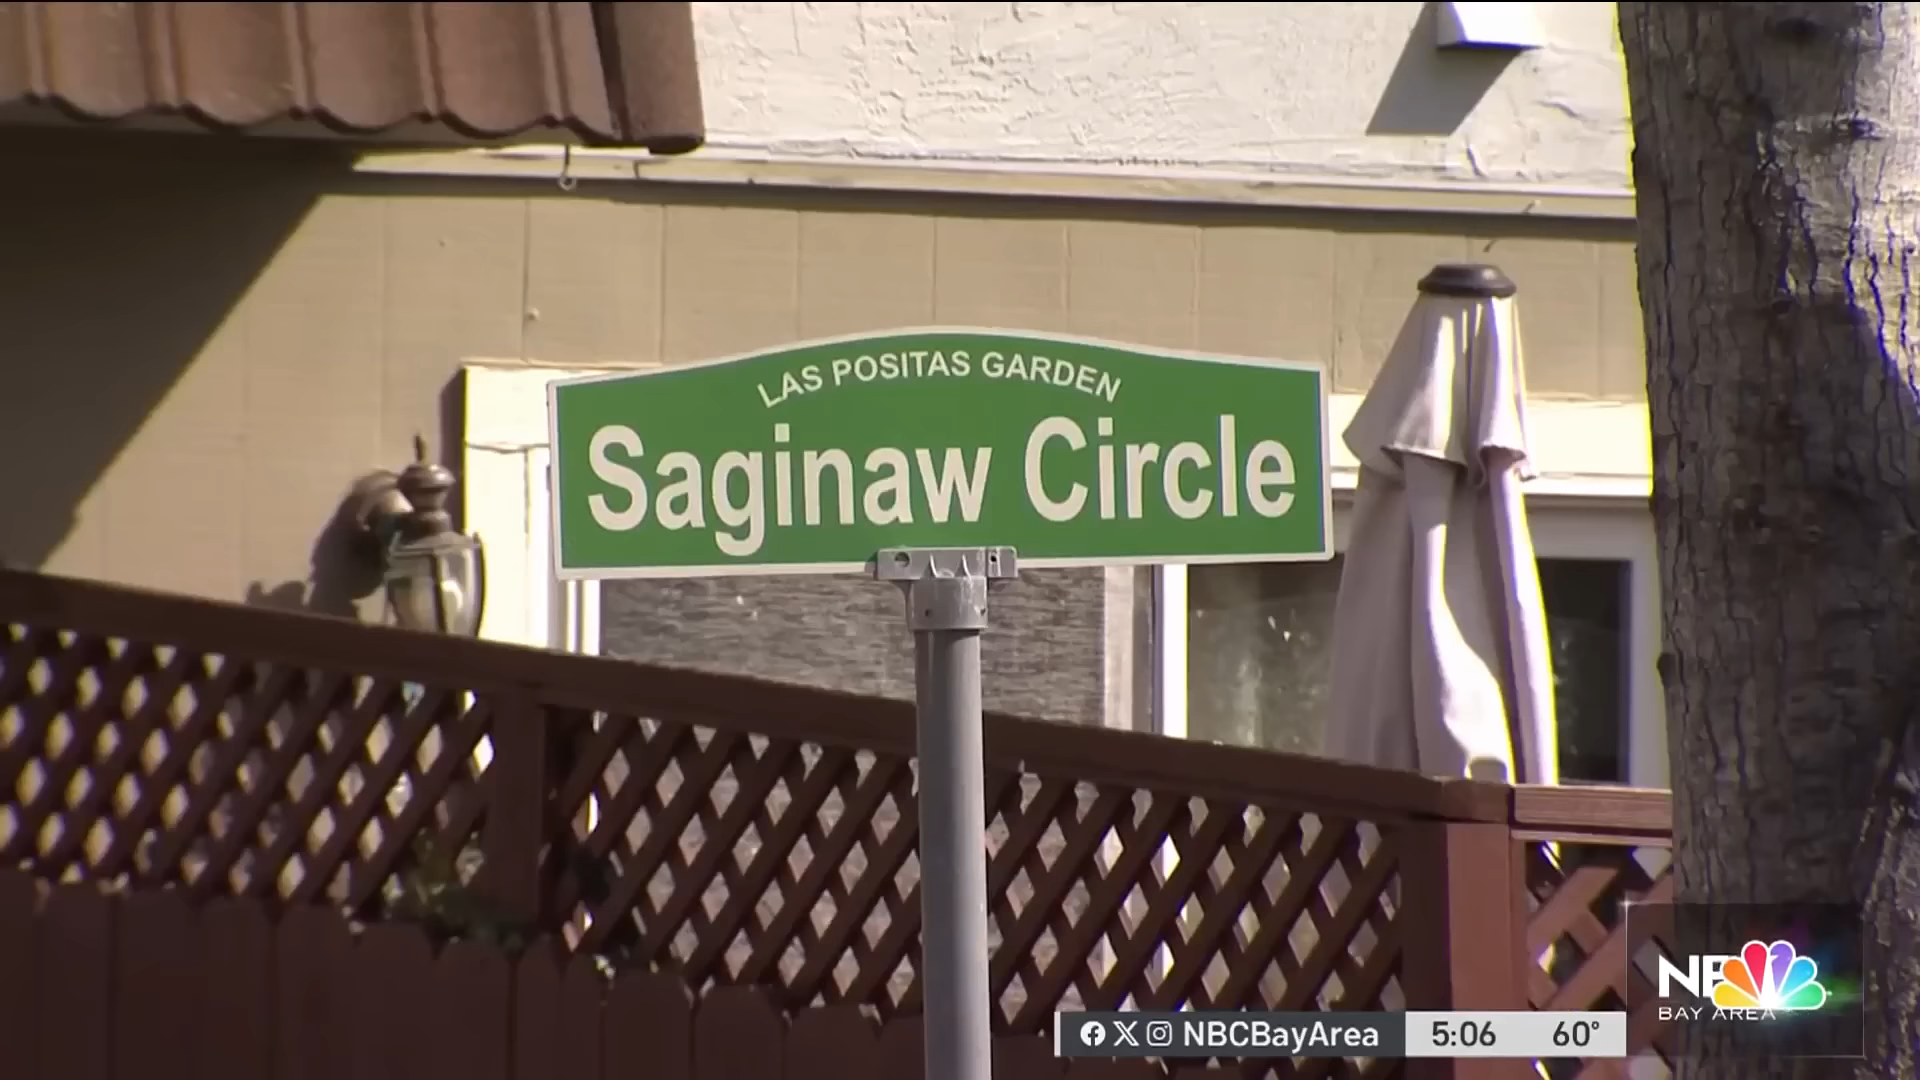 LAS POSITAS GARDEN
Saginaw Circle
NBCBayArea 5:06 60°
NBC
BAY AREA